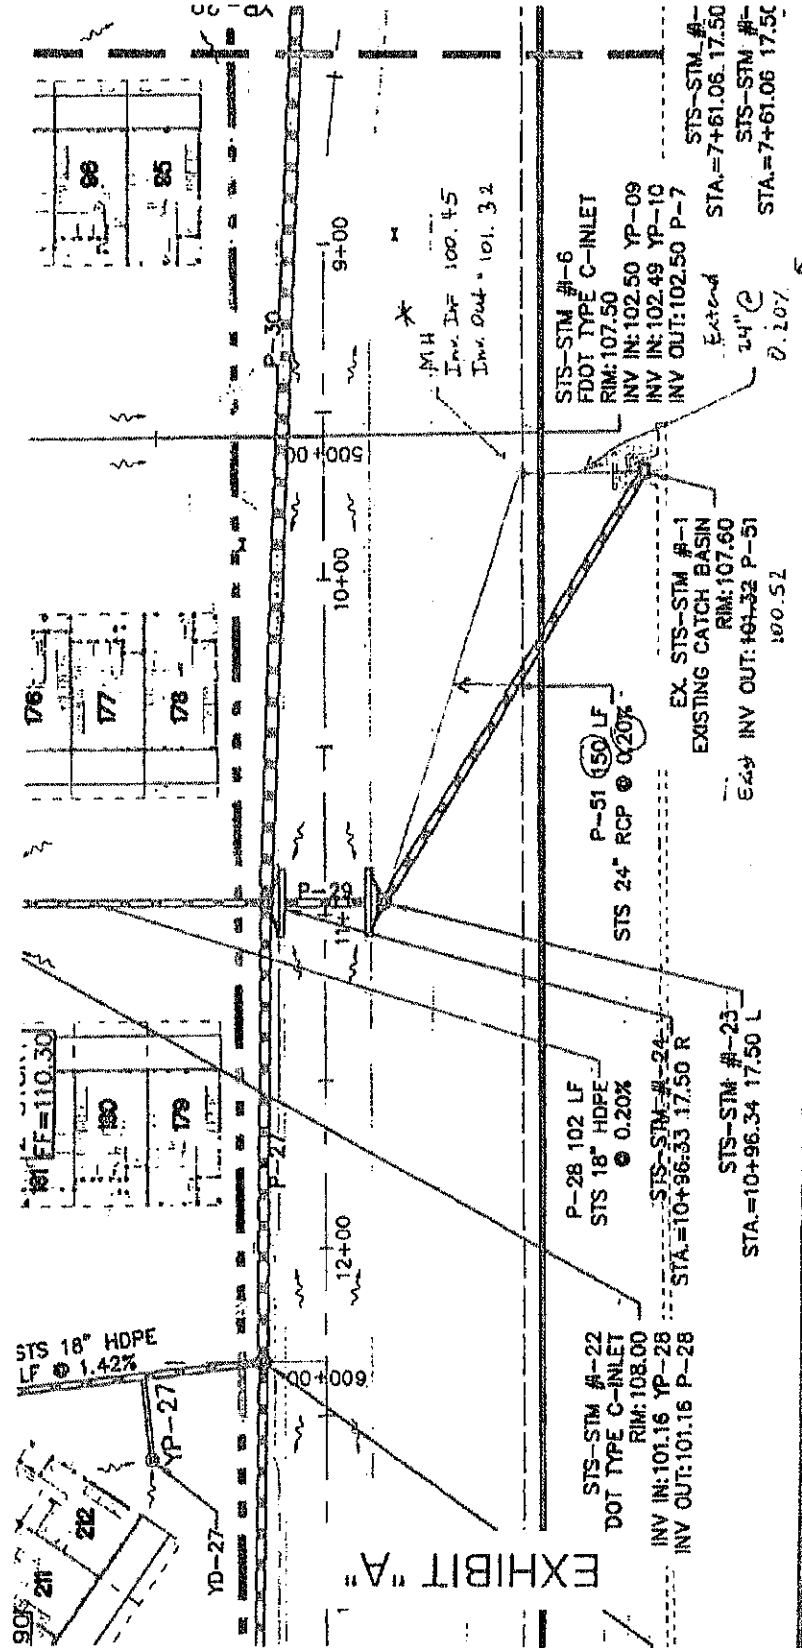 EXHIBIT "A"
90
211
212
YD-27
YP-27
STS 18" HDPE
LF @ 1.42%
600+00
12+00
P-27
181 FF=110.30
180
179
P-29
11+
176
177
178
10+00
500+00
P-30
9+00
96
95
STS-STM #-22
DOT TYPE C-INLET
RIM:108.00
INV IN:101.16 YP-28
INV OUT:101.16 P-28
P-28 102 LF
STS 18" HDPE
@ 0.20%
STS-STM-#-24
STA.=10+96.33 17.50 R
STS-STM #-23
STA.=10+96.34 17.50 L
P-51 150 LF
STS 24" RCP @ 0.20%
EX. STS-STM #-1
EXISTING CATCH BASIN
RIM:107.60
Exist INV OUT:101.32 P-51
100.52
MH
Inv. In= 100.45
Inv. Out= 101.32
*
STS-STM #-6
FDOT TYPE C-INLET
RIM:107.50
INV IN:102.50 YP-09
INV IN:102.49 YP-10
INV OUT:102.50 P-7
Extend
24" @
0.20%
STS-STM #-
STA.=7+61.06 17.50
STS-STM #-
STA.=7+61.06 17.50